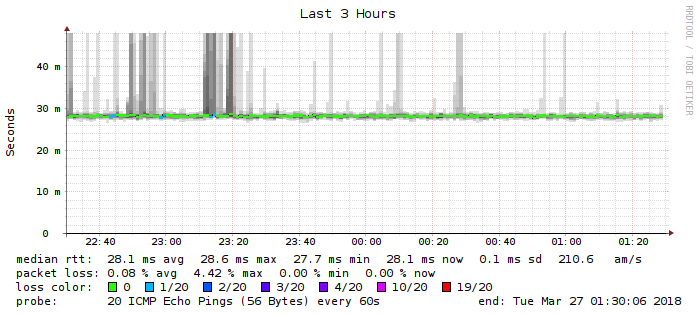 Last 3 Hours
RRDTOOL / TOBI OETIKER
Seconds
40 m
30 m
20 m
10 m
0
22:40 23:00 23:20 23:40 00:00 00:20 00:40 01:00 01:20
median rtt: 28.1 ms avg 28.6 ms max 27.7 ms min 28.1 ms now 0.1 ms sd 210.6 am/s
packet loss: 0.08 % avg 4.42 % max 0.00 % min 0.00 % now
loss color: 0 1/20 2/20 3/20 4/20 10/20 19/20
probe: 20 ICMP Echo Pings (56 Bytes) every 60s end: Tue Mar 27 01:30:06 2018